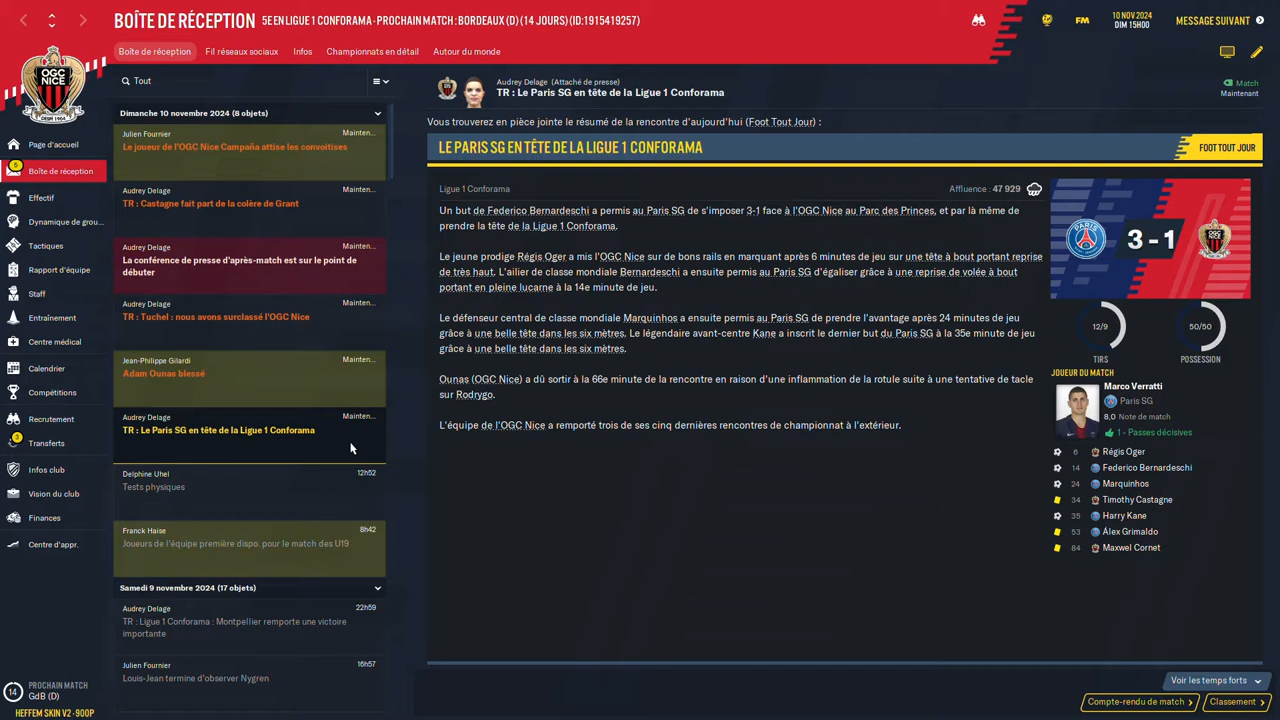 BOÎTE DE RÉCEPTION 5E EN LIGUE 1 CONFORAMA - PROCHAIN MATCH : BORDEAUX (D) (14 JOURS) (ID:1915419257)
FM
10 NOV 2024
DIM 15H00
MESSAGE SUIVANT
Boîte de réception Fil réseaux sociaux Infos Championnats en détail Autour du monde
OGC NICE
Page d'accueil
5
Boîte de réception
Effectif
Dynamique de grou...
Tactiques
Rapport d'équipe
Staff
Entraînement
Centre médical
Calendrier
Compétitions
Recrutement
3
Transferts
Infos club
Vision du club
Finances
Centre d'appr.
14 PROCHAIN MATCH
GdB (D)
HEFFEM SKIN V2 - 900P
Tout
Dimanche 10 novembre 2024 (8 objets)
Julien Fournier Mainten...
Le joueur de l'OGC Nice Campaña attise les convoitises
Audrey Delage Mainten...
TR : Castagne fait part de la colère de Grant
Audrey Delage Mainten...
La conférence de presse d'après-match est sur le point de
débuter
Audrey Delage Mainten...
TR : Tuchel : nous avons surclassé l'OGC Nice
Jean-Philippe Gilardi Mainten...
Adam Ounas blessé
Audrey Delage Mainten...
TR : Le Paris SG en tête de la Ligue 1 Conforama
Delphine Uhel 12h52
Tests physiques
Franck Haise 8h42
Joueurs de l'équipe première dispo. pour le match des U19
Samedi 9 novembre 2024 (17 objets)
Audrey Delage 22h59
TR : Ligue 1 Conforama : Montpellier remporte une victoire
importante
Julien Fournier 16h57
Louis-Jean termine d'observer Nygren
Audrey Delage (Attaché de presse)
TR : Le Paris SG en tête de la Ligue 1 Conforama
Match
Maintenant
Vous trouverez en pièce jointe le résumé de la rencontre d'aujourd'hui (Foot Tout Jour) :
LE PARIS SG EN TÊTE DE LA LIGUE 1 CONFORAMA
FOOT TOUT JOUR
Ligue 1 Conforama Affluence : 47 929
Un but de Federico Bernardeschi a permis au Paris SG de s'imposer 3-1 face à l'OGC Nice au Parc des Princes, et par là même de
prendre la tête de la Ligue 1 Conforama.
Le jeune prodige Régis Oger a mis l'OGC Nice sur de bons rails en marquant après 6 minutes de jeu sur une tête à bout portant reprise
de très haut. L'ailier de classe mondiale Bernardeschi a ensuite permis au Paris SG d'égaliser grâce à une reprise de volée à bout
portant en pleine lucarne à la 14e minute de jeu.
Le défenseur central de classe mondiale Marquinhos a ensuite permis au Paris SG de prendre l'avantage après 24 minutes de jeu
grâce à une belle tête dans les six mètres. Le légendaire avant-centre Kane a inscrit le dernier but du Paris SG à la 35e minute de jeu
grâce à une belle tête dans les six mètres.
Ounas (OGC Nice) a dû sortir à la 66e minute de la rencontre en raison d'une inflammation de la rotule suite à une tentative de tacle
sur Rodrygo.
L'équipe de l'OGC Nice a remporté trois de ses cinq dernières rencontres de championnat à l'extérieur.
3 - 1
12/9
TIRS
50/50
POSSESSION
JOUEUR DU MATCH
Marco Verratti
Paris SG
8,0 Note de match
1 - Passes décisives
6 Régis Oger
14 Federico Bernardeschi
24 Marquinhos
34 Timothy Castagne
35 Harry Kane
53 Álex Grimaldo
84 Maxwel Cornet
Voir les temps forts
Compte-rendu de match
Classement